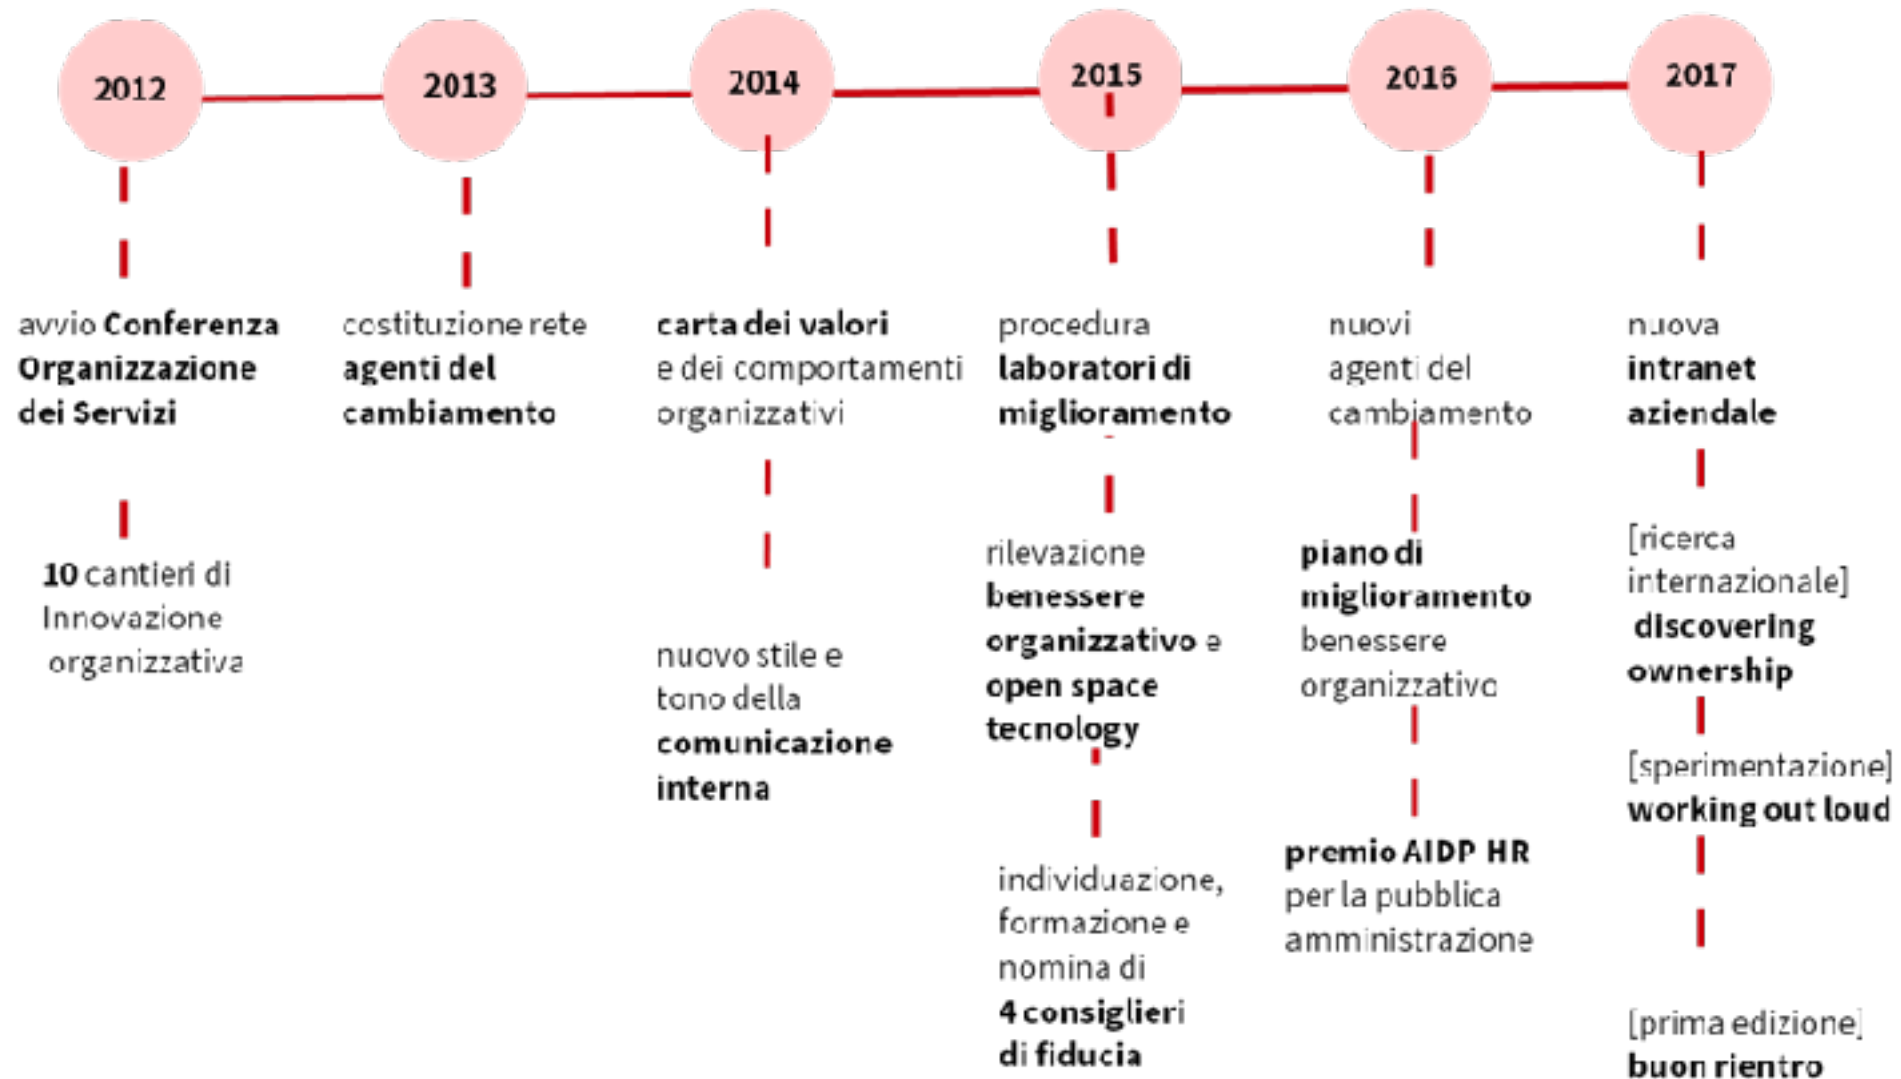 2012
2013
2014
2015
2016
2017
avvio Conferenza
Organizzazione
dei Servizi
10 cantieri di
Innovazione
organizzativa
costituzione rete
agenti del
cambiamento
carta dei valori
e dei comportamenti
organizzativi
nuovo stile e
tono della
comunicazione
interna
procedura
laboratori di
miglioramento
rilevazione
benessere
organizzativo e
open space
tecnology
individuazione,
formazione e
nomina di
4 consiglieri
di fiducia
nuovi
agenti del
cambiamento
piano di
miglioramento
benessere
organizzativo
premio AIDP HR
per la pubblica
amministrazione
nuova
intranet
aziendale
[ricerca
internazionale]
discovering
ownership
[sperimentazione]
working out loud
[prima edizione]
buon rientro